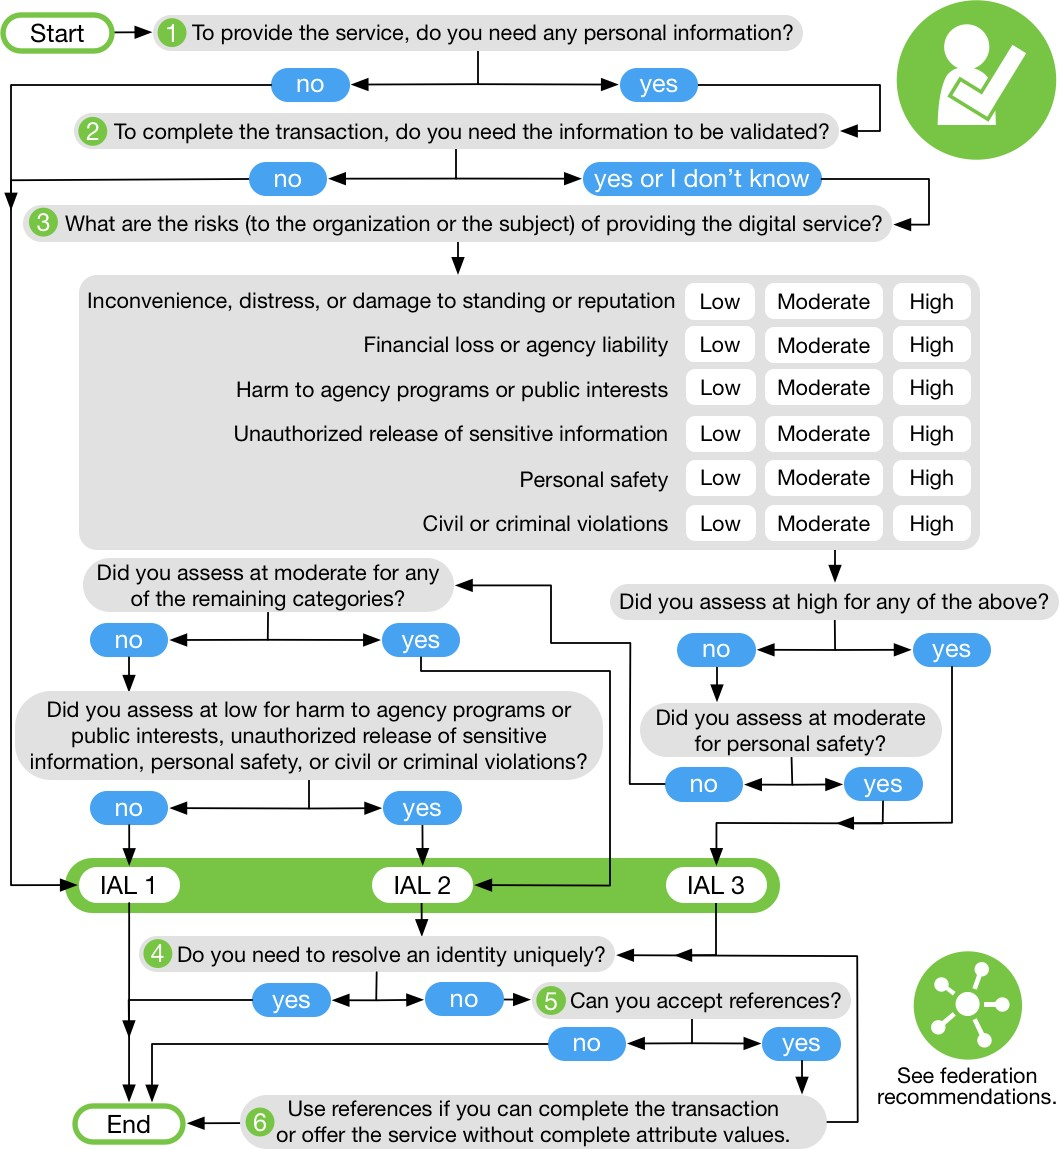 Start
1 To provide the service, do you need any personal information?
no
yes
2 To complete the transaction, do you need the information to be validated?
no
yes or I don’t know
3 What are the risks (to the organization or the subject) of providing the digital service?
Inconvenience, distress, or damage to standing or reputation Low Moderate High
Financial loss or agency liability Low Moderate High
Harm to agency programs or public interests Low Moderate High
Unauthorized release of sensitive information Low Moderate High
Personal safety Low Moderate High
Civil or criminal violations Low Moderate High
Did you assess at high for any of the above?
no
yes
Did you assess at moderate
for personal safety?
no
yes
Did you assess at moderate for any
of the remaining categories?
no
yes
Did you assess at low for harm to agency programs or
public interests, unauthorized release of sensitive
information, personal safety, or civil or criminal violations?
no
yes
IAL 1
IAL 2
IAL 3
4 Do you need to resolve an identity uniquely?
yes
no
5 Can you accept references?
no
yes
6 Use references if you can complete the transaction
or offer the service without complete attribute values.
End
See federation
recommendations.